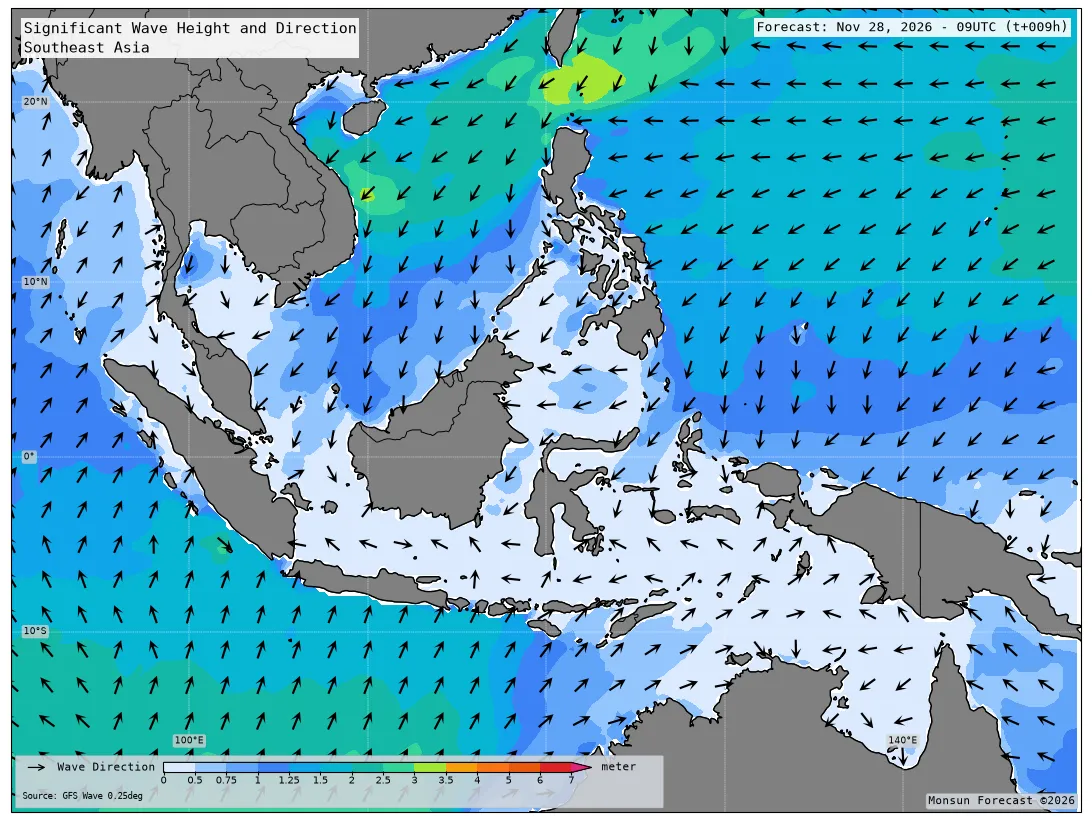 Significant Wave Height and Direction
Southeast Asia
Forecast: Nov 28, 2026 - 09UTC (t+009h)
20°N
10°N
0°
10°S
100°E
140°E
Wave Direction
meter
0 0.5 0.75 1 1.25 1.5 2 2.5 3 3.5 4 5 6 7
Source: GFS Wave 0.25deg
Monsun Forecast ©2026